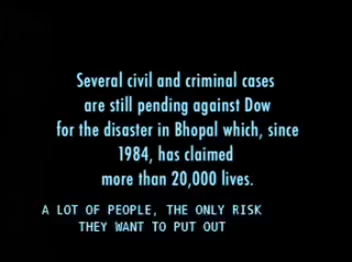 Several civil and criminal cases
are still pending against Dow
for the disaster in Bhopal which, since
1984, has claimed
more than 20,000 lives.
A LOT OF PEOPLE, THE ONLY RISK
THEY WANT TO PUT OUT